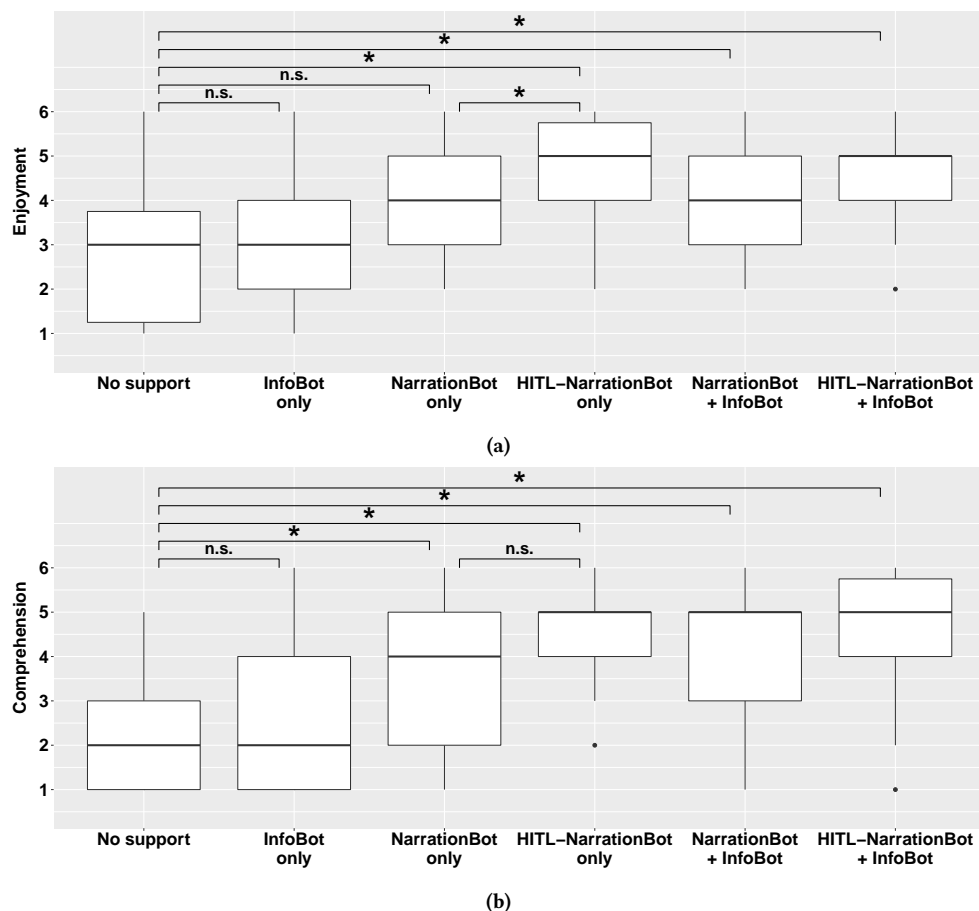 *
*
*
n.s.
n.s.
*
6
5
4
3
2
1
Enjoyment
No support
InfoBot
only
NarrationBot
only
HITL−NarrationBot
only
NarrationBot
+ InfoBot
HITL−NarrationBot
+ InfoBot
(a)
*
*
*
*
n.s.
n.s.
6
5
4
3
2
1
Comprehension
No support
InfoBot
only
NarrationBot
only
HITL−NarrationBot
only
NarrationBot
+ InfoBot
HITL−NarrationBot
+ InfoBot
(b)